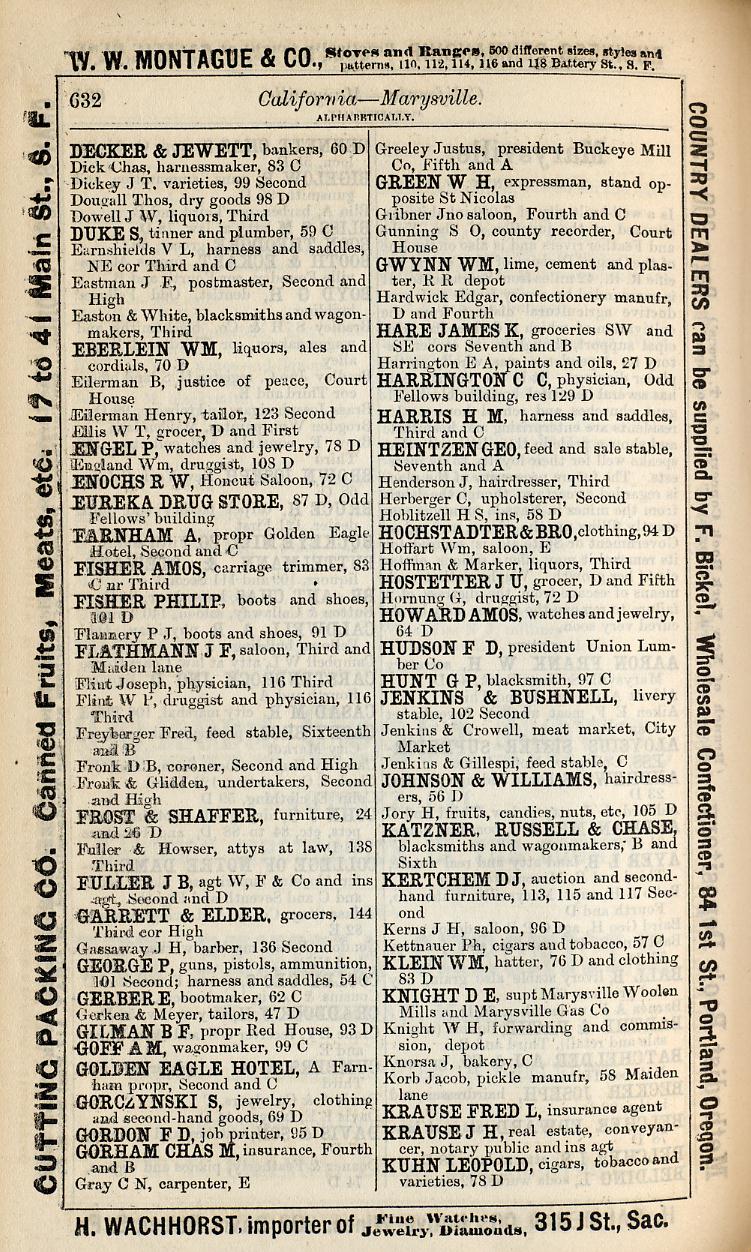 W. W. MONTAGUE & CO., Stoves and Ranges, 500 different sizes, styles and
patterns, 110, 112, 114, 116 and 118 Battery St., S. F.
632
California—Marysville.
ALPHABETICALLY.
DECKER & JEWETT, bankers, 60 D
Dick Chas, harnessmaker, 83 C
Dickey J T, varieties, 99 Second
Dougall Thos, dry goods 98 D
Dowell J W, liquors, Third
DUKE S, tinner and plumber, 59 C
Earnshields V L, harness and saddles,
NE cor Third and C
Eastman J F, postmaster, Second and
High
Easton & White, blacksmiths and wagon-
makers, Third
EBERLEIN WM, liquors, ales and
cordials, 70 D
Eilerman B, justice of peace, Court
House
Eilerman Henry, tailor, 123 Second
Ellis W T, grocer, D and First
ENGEL P, watches and jewelry, 78 D
England Wm, druggist, 108 D
ENOCHS R W, Honcut Saloon, 72 C
EUREKA DRUG STORE, 87 D, Odd
Fellows' building
FARNHAM A, propr Golden Eagle
Hotel, Second and C
FISHER AMOS, carriage trimmer, 83
C nr Third
FISHER PHILIP, boots and shoes,
101 D
Flannery P J, boots and shoes, 91 D
FLATHMANN J F, saloon, Third and
Maiden lane
Flint Joseph, physician, 116 Third
Flint W P, druggist and physician, 116
Third
Freyberger Fred, feed stable, Sixteenth
and B
Fronk D B, coroner, Second and High
Fronk & Glidden, undertakers, Second
and High
FROST & SHAFFER, furniture, 24
and 26 D
Fuller & Howser, attys at law, 138
Third
FULLER J B, agt W, F & Co and ins
agt, Second and D
GARRETT & ELDER, grocers, 144
Third cor High
Gassaway J H, barber, 136 Second
GEORGE P, guns, pistols, ammunition,
101 Second; harness and saddles, 54 C
GERBER E, bootmaker, 62 C
Gerken & Meyer, tailors, 47 D
GILMAN B F, propr Red House, 93 D
GOFF A M, wagonmaker, 99 C
GOLDEN EAGLE HOTEL, A Farn-
ham propr, Second and C
GORCZYNSKI S, jewelry, clothing
and second-hand goods, 69 D
GORDON F D, job printer, 95 D
GORHAM CHAS M, insurance, Fourth
and B
Gray C N, carpenter, E
Greeley Justus, president Buckeye Mill
Co, Fifth and A
GREEN W H, expressman, stand op-
posite St Nicolas
Gribner Jno saloon, Fourth and C
Gunning S O, county recorder, Court
House
GWYNN WM, lime, cement and plas-
ter, R R depot
Hardwick Edgar, confectionery manufr,
D and Fourth
HARE JAMES K, groceries SW and
SE cors Seventh and B
Harrington E A, paints and oils, 27 D
HARRINGTON C C, physician, Odd
Fellows building, res 129 D
HARRIS H M, harness and saddles,
Third and C
HEINTZEN GEO, feed and sale stable,
Seventh and A
Henderson J, hairdresser, Third
Herberger C, upholsterer, Second
Hoblitzell H S, ins, 58 D
HOCHSTADTER & BRO, clothing, 94 D
Hoffart Wm, saloon, E
Hoffman & Marker, liquors, Third
HOSTETTER J U, grocer, D and Fifth
Hornung G, druggist, 72 D
HOWARD AMOS, watches and jewelry,
64 D
HUDSON F D, president Union Lum-
ber Co
HUNT G P, blacksmith, 97 C
JENKINS & BUSHNELL, livery
stable, 102 Second
Jenkins & Crowell, meat market, City
Market
Jenkins & Gillespi, feed stable, C
JOHNSON & WILLIAMS, hairdress-
ers, 56 D
Jory H, fruits, candies, nuts, etc, 105 D
KATZNER, RUSSELL & CHASE,
blacksmiths and wagonmakers, B and
Sixth
KERTCHEM D J, auction and second-
hand furniture, 113, 115 and 117 Sec-
ond
Kerns J H, saloon, 96 D
Kettnauer Ph, cigars and tobacco, 57 C
KLEIN WM, hatter, 76 D and clothing
83 D
KNIGHT D E, supt Marysville Woolen
Mills and Marysville Gas Co
Knight W H, forwarding and commis-
sion, depot
Knorsa J, bakery, C
Korb Jacob, pickle manufr, 58 Maiden
lane
KRAUSE FRED L, insurance agent
KRAUSE J H, real estate, conveyan-
cer, notary public and ins agt
KUHN LEOPOLD, cigars, tobacco and
varieties, 78 D
CUTTING PACKING CO. Canned Fruits, Meats, etc. 17 to 41 Main St., S. F.
COUNTRY DEALERS can be supplied by F. Bickel, Wholesale Confectioner, 84 1st St., Portland, Oregon.
H. WACHHORST, importer of Fine Watches, Jewelry, Diamonds, 315 J St., Sac.